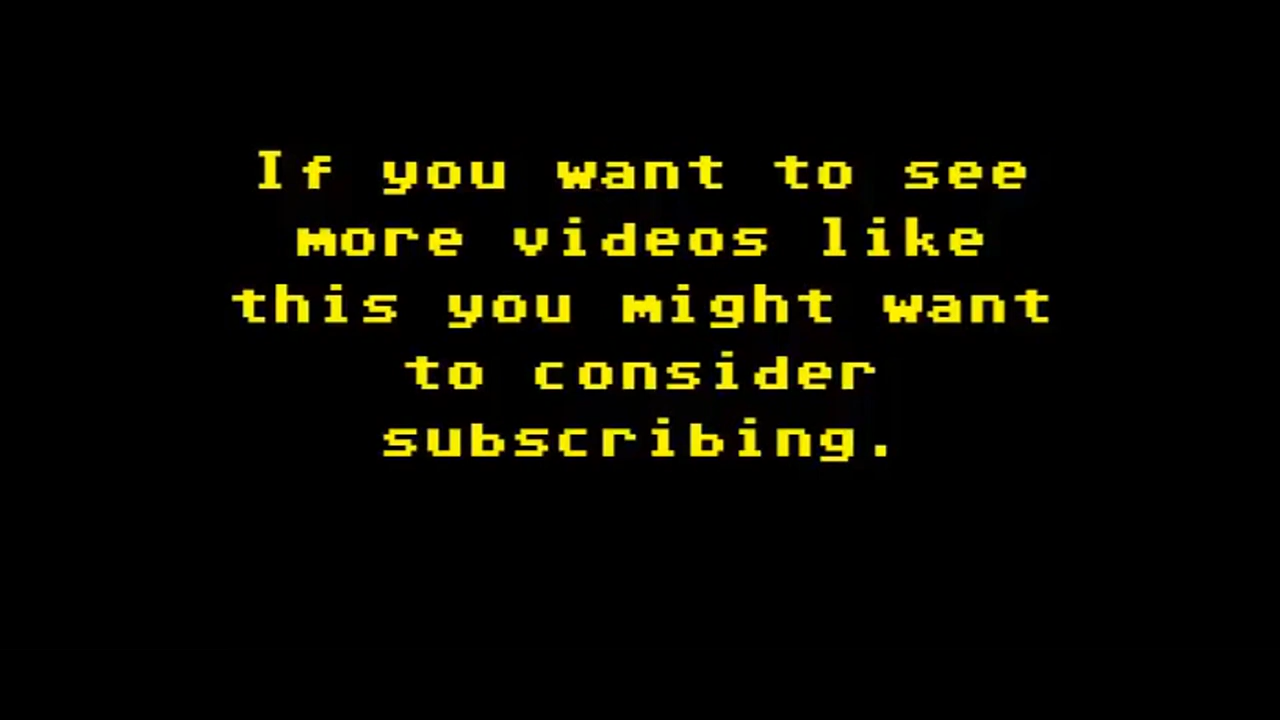 If you want to see
more videos like
this you might want
to consider
subscribing.